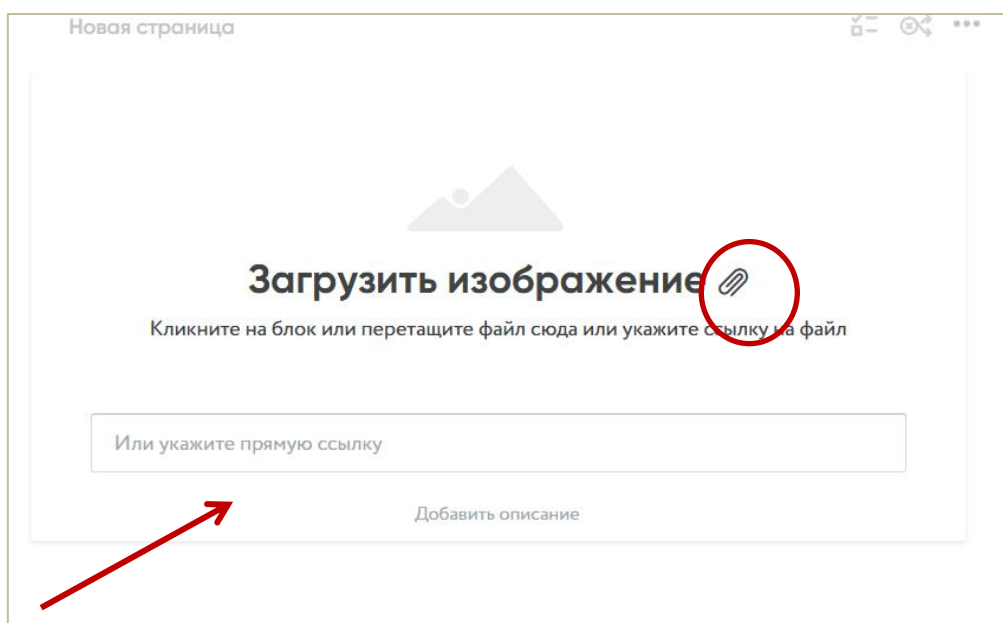 Новая страница
Загрузить изображение
Кликните на блок или перетащите файл сюда или укажите ссылку на файл
Или укажите прямую ссылку
Добавить описание